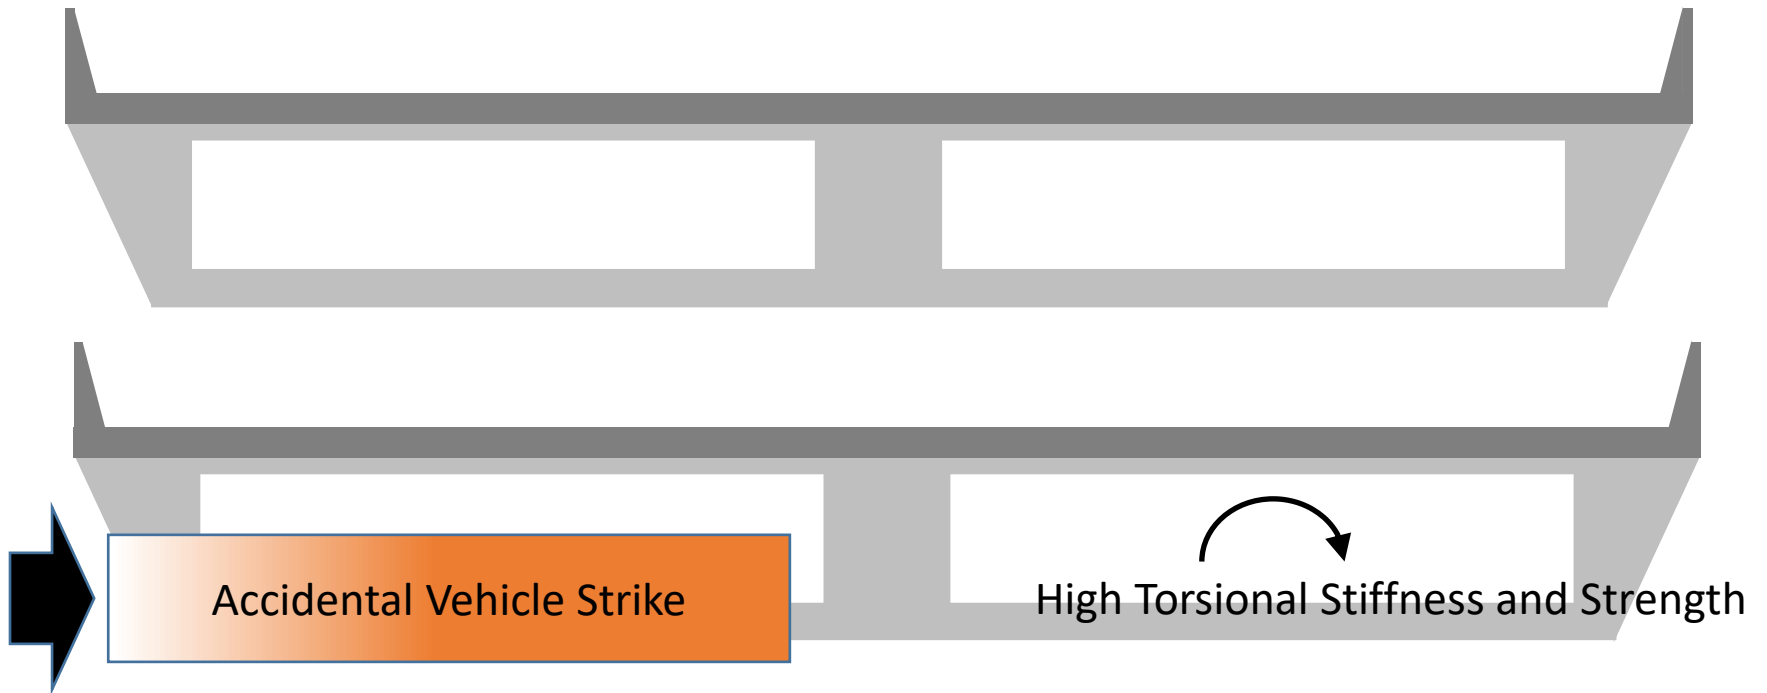 Accidental Vehicle Strike
High Torsional Stiffness and Strength